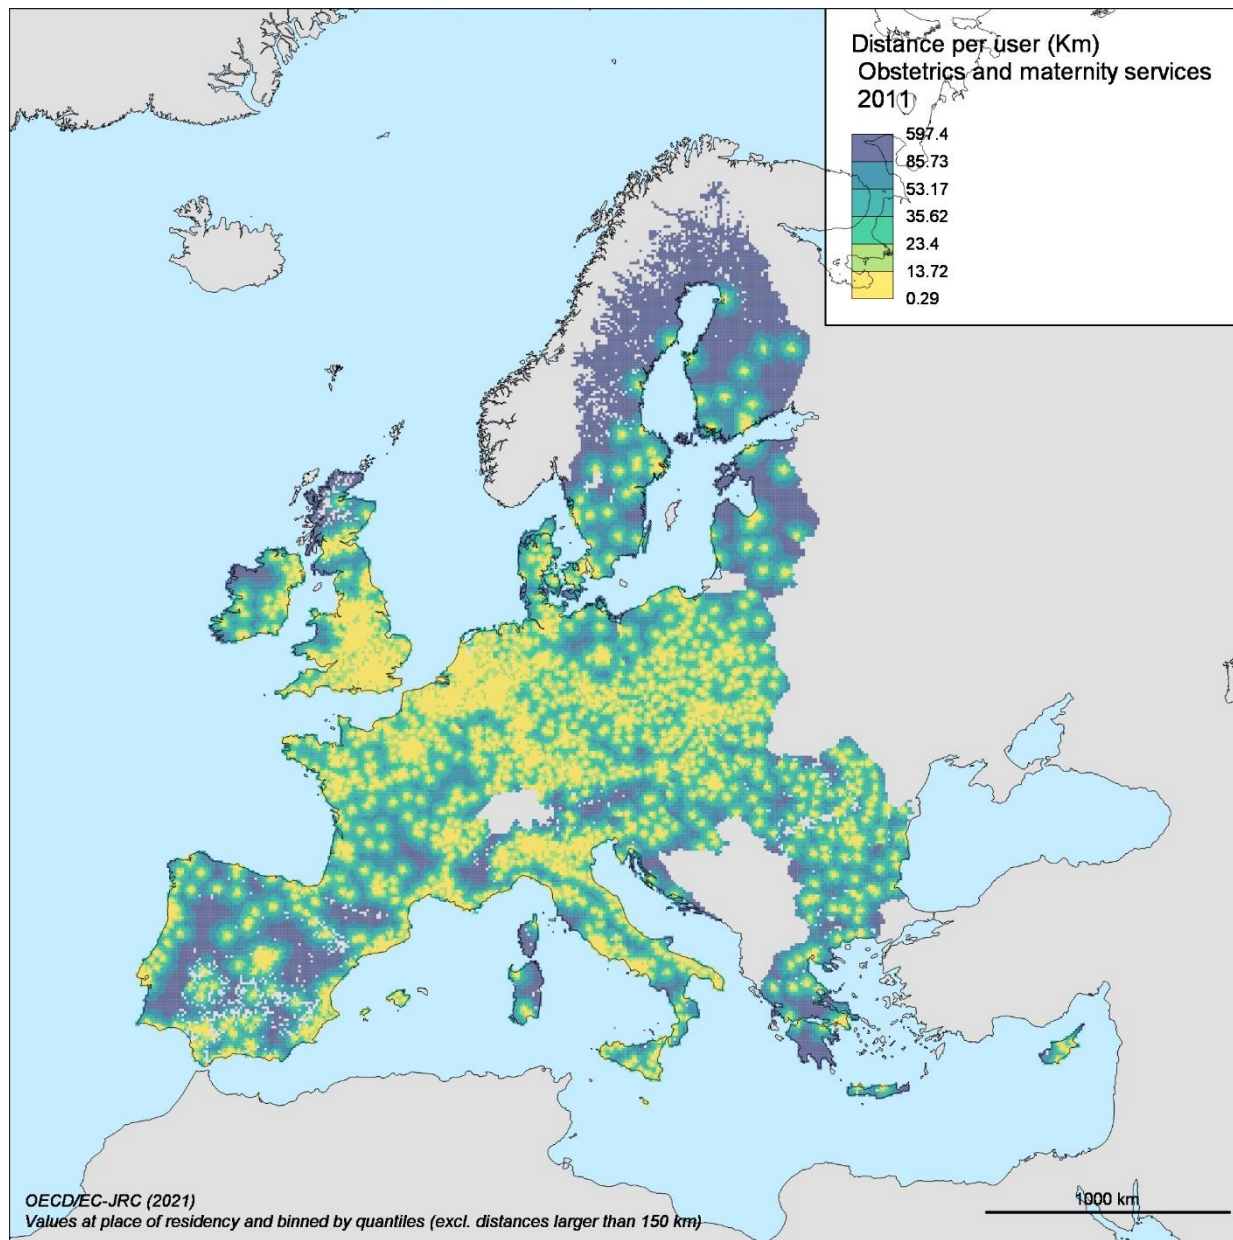 Distance per user (Km)
Obstetrics and maternity services
2011
597.4
85.73
53.17
35.62
23.4
13.72
0.29
1000 km
OECD/EC-JRC (2021)
Values at place of residency and binned by quantiles (excl. distances larger than 150 km)